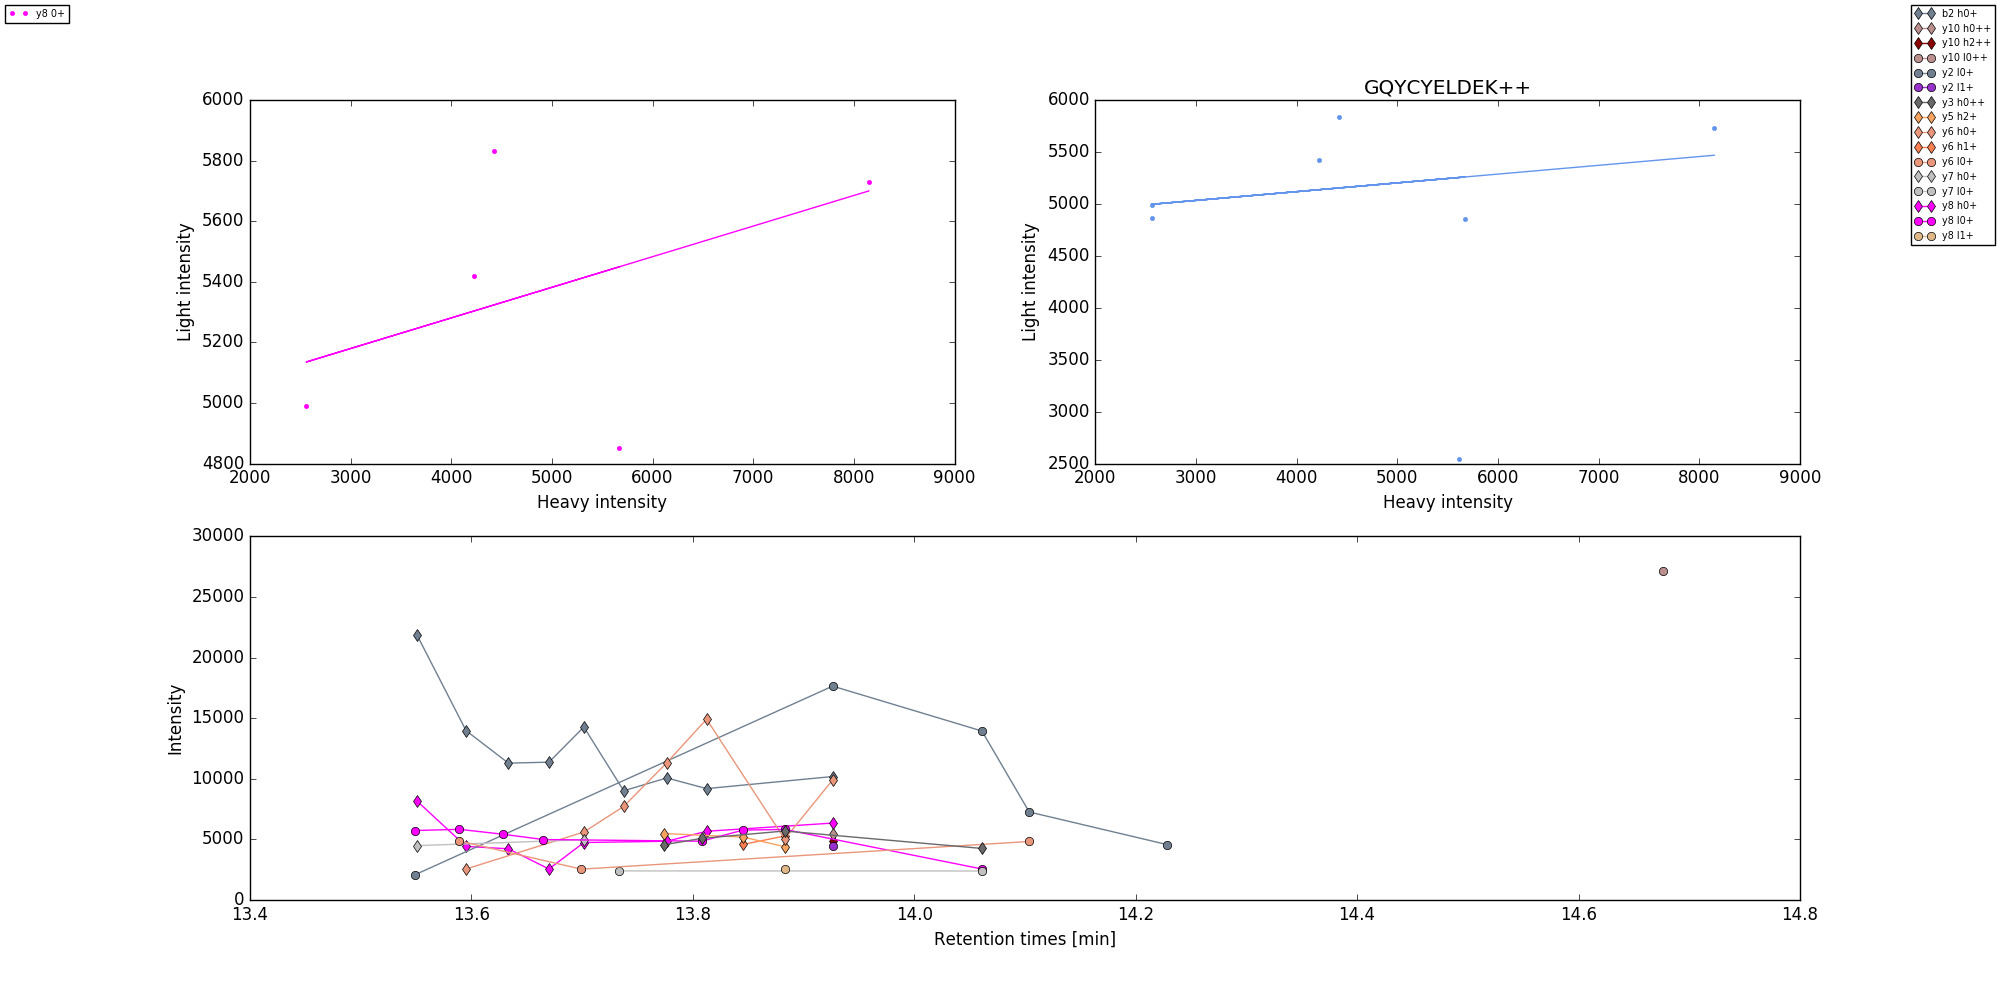 y8 0+
b2 h0+
y10 h0++
y10 h2++
y10 l0++
y2 l0+
y2 l1+
y3 h0++
y5 h2+
y6 h0+
y6 h1+
y6 l0+
y7 h0+
y7 l0+
y8 h0+
y8 l0+
y8 l1+
6000
5800
5600
5400
5200
5000
4800
Light intensity
2000 3000 4000 5000 6000 7000 8000 9000
Heavy intensity
GQYCYELDEK++
6000
5500
5000
4500
4000
3500
3000
2500
Light intensity
2000 3000 4000 5000 6000 7000 8000 9000
Heavy intensity
30000
25000
20000
15000
10000
5000
0
Intensity
13.4 13.6 13.8 14.0 14.2 14.4 14.6 14.8
Retention times [min]